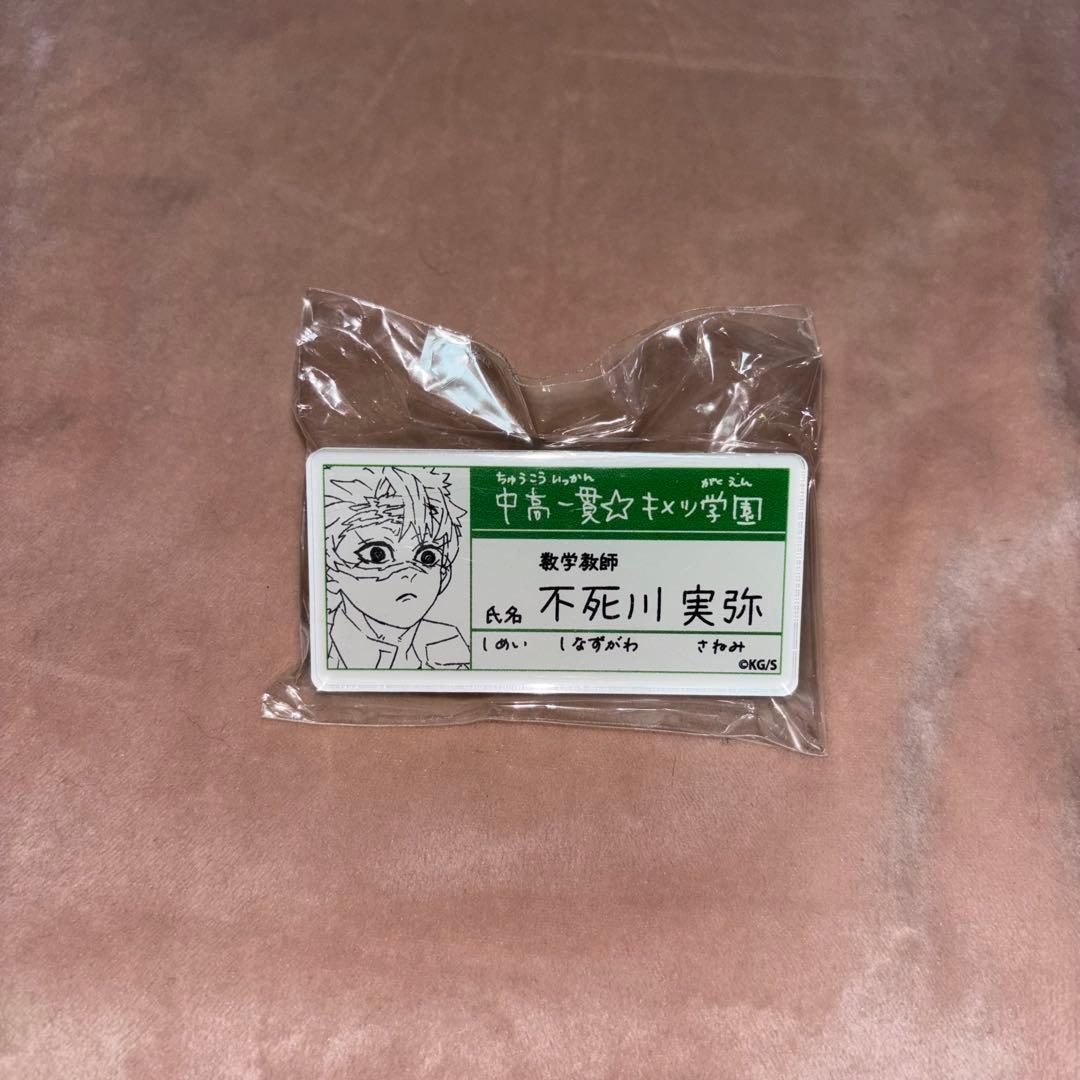 ちゅうこういっかん がくえん
中高一貫☆キメツ学園
数学教師
氏名 不死川 実弥
しめい しなずがわ さねみ
©KG/S